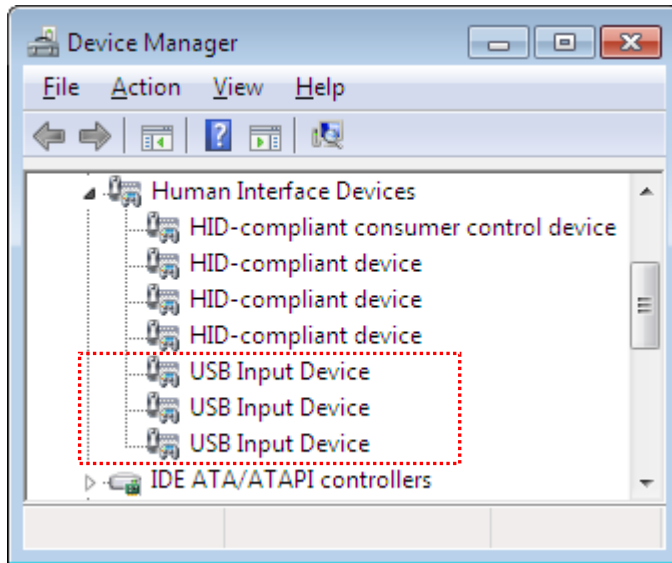 Device Manager
File Action View Help
Human Interface Devices
HID-compliant consumer control device
HID-compliant device
HID-compliant device
HID-compliant device
USB Input Device
USB Input Device
USB Input Device
IDE ATA/ATAPI controllers